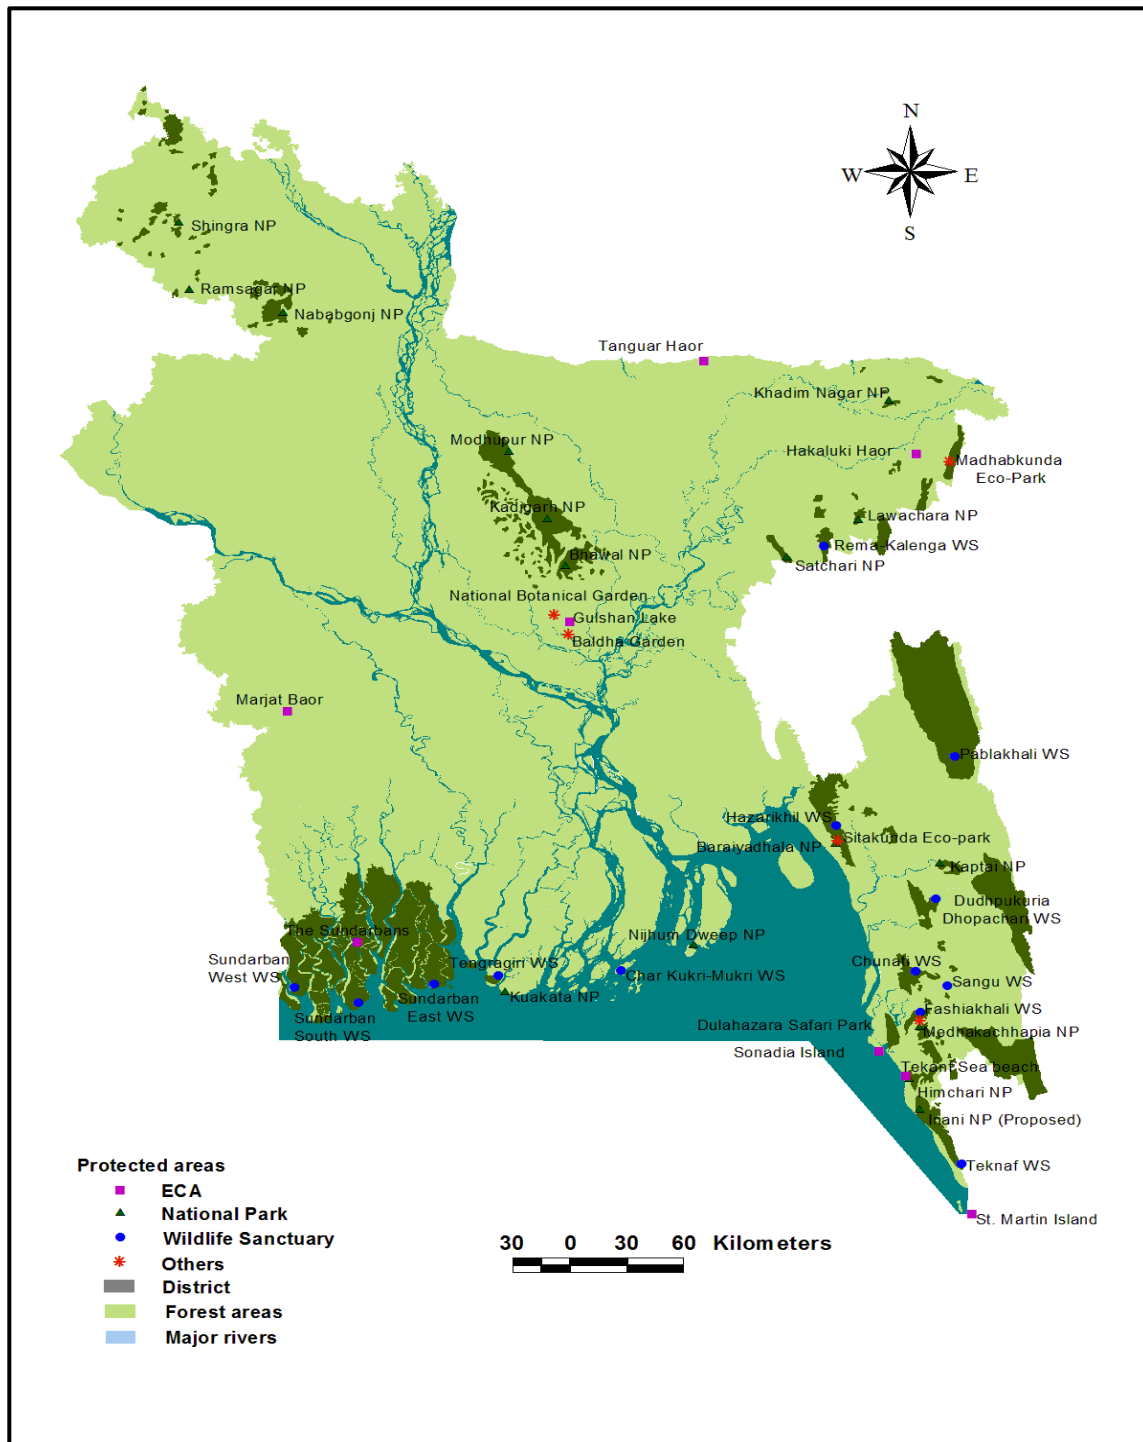 N
W
E
S
Shingra NP
Ramsagar NP
Nababgonj NP
Tanguar Haor
Khadim Nagar NP
Modhupur NP
Hakaluki Haor
Madhabkunda
Eco-Park
Kadigarh NP
Lawachara NP
Rema-Kalenga WS
Bhawal NP
Satchari NP
National Botanical Garden
Gulshan Lake
Baldha Garden
Marjat Baor
Pablakhali WS
Hazarikhil WS
Sitakunda Eco-park
Baraiyadhala NP
Kaptai NP
Dudhpukuria
Dhopachari WS
The Sundarbans
Nijhum Dweep NP
Sundarban
West WS
Tengragiri WS
Chunati WS
Char Kukri-Mukri WS
Sangu WS
Sundarban
East WS
Kuakata NP
Fashiakhali WS
Sundarban
South WS
Dulahazara Safari Park
Medhakachhapia NP
Sonadia Island
Teknf Sea beach
Himchari NP
Inani NP (Proposed)
Teknaf WS
St. Martin Island
Protected areas
ECA
National Park
Wildlife Sanctuary
Others
District
Forest areas
Major rivers
30 0 30 60 Kilometers